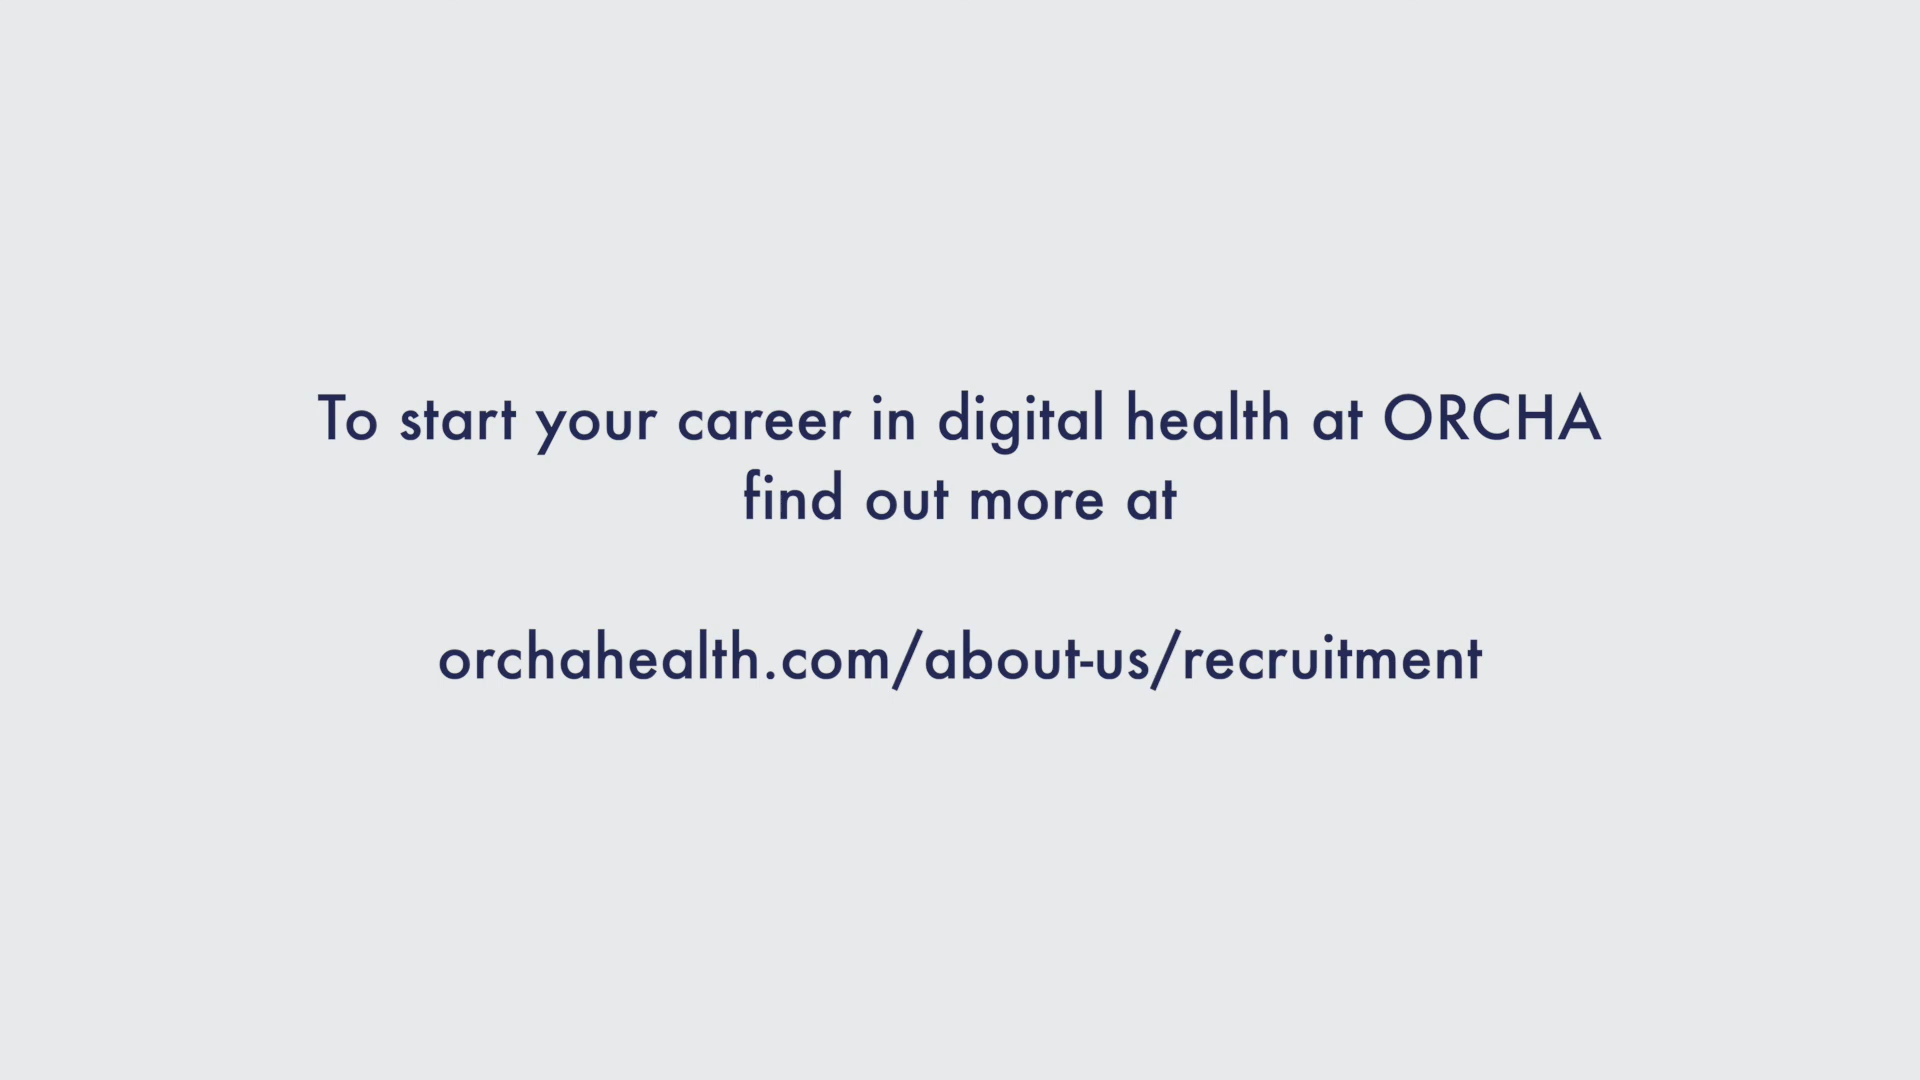 To start your career in digital health at ORCHA
find out more at
orchahealth.com/about-us/recruitment